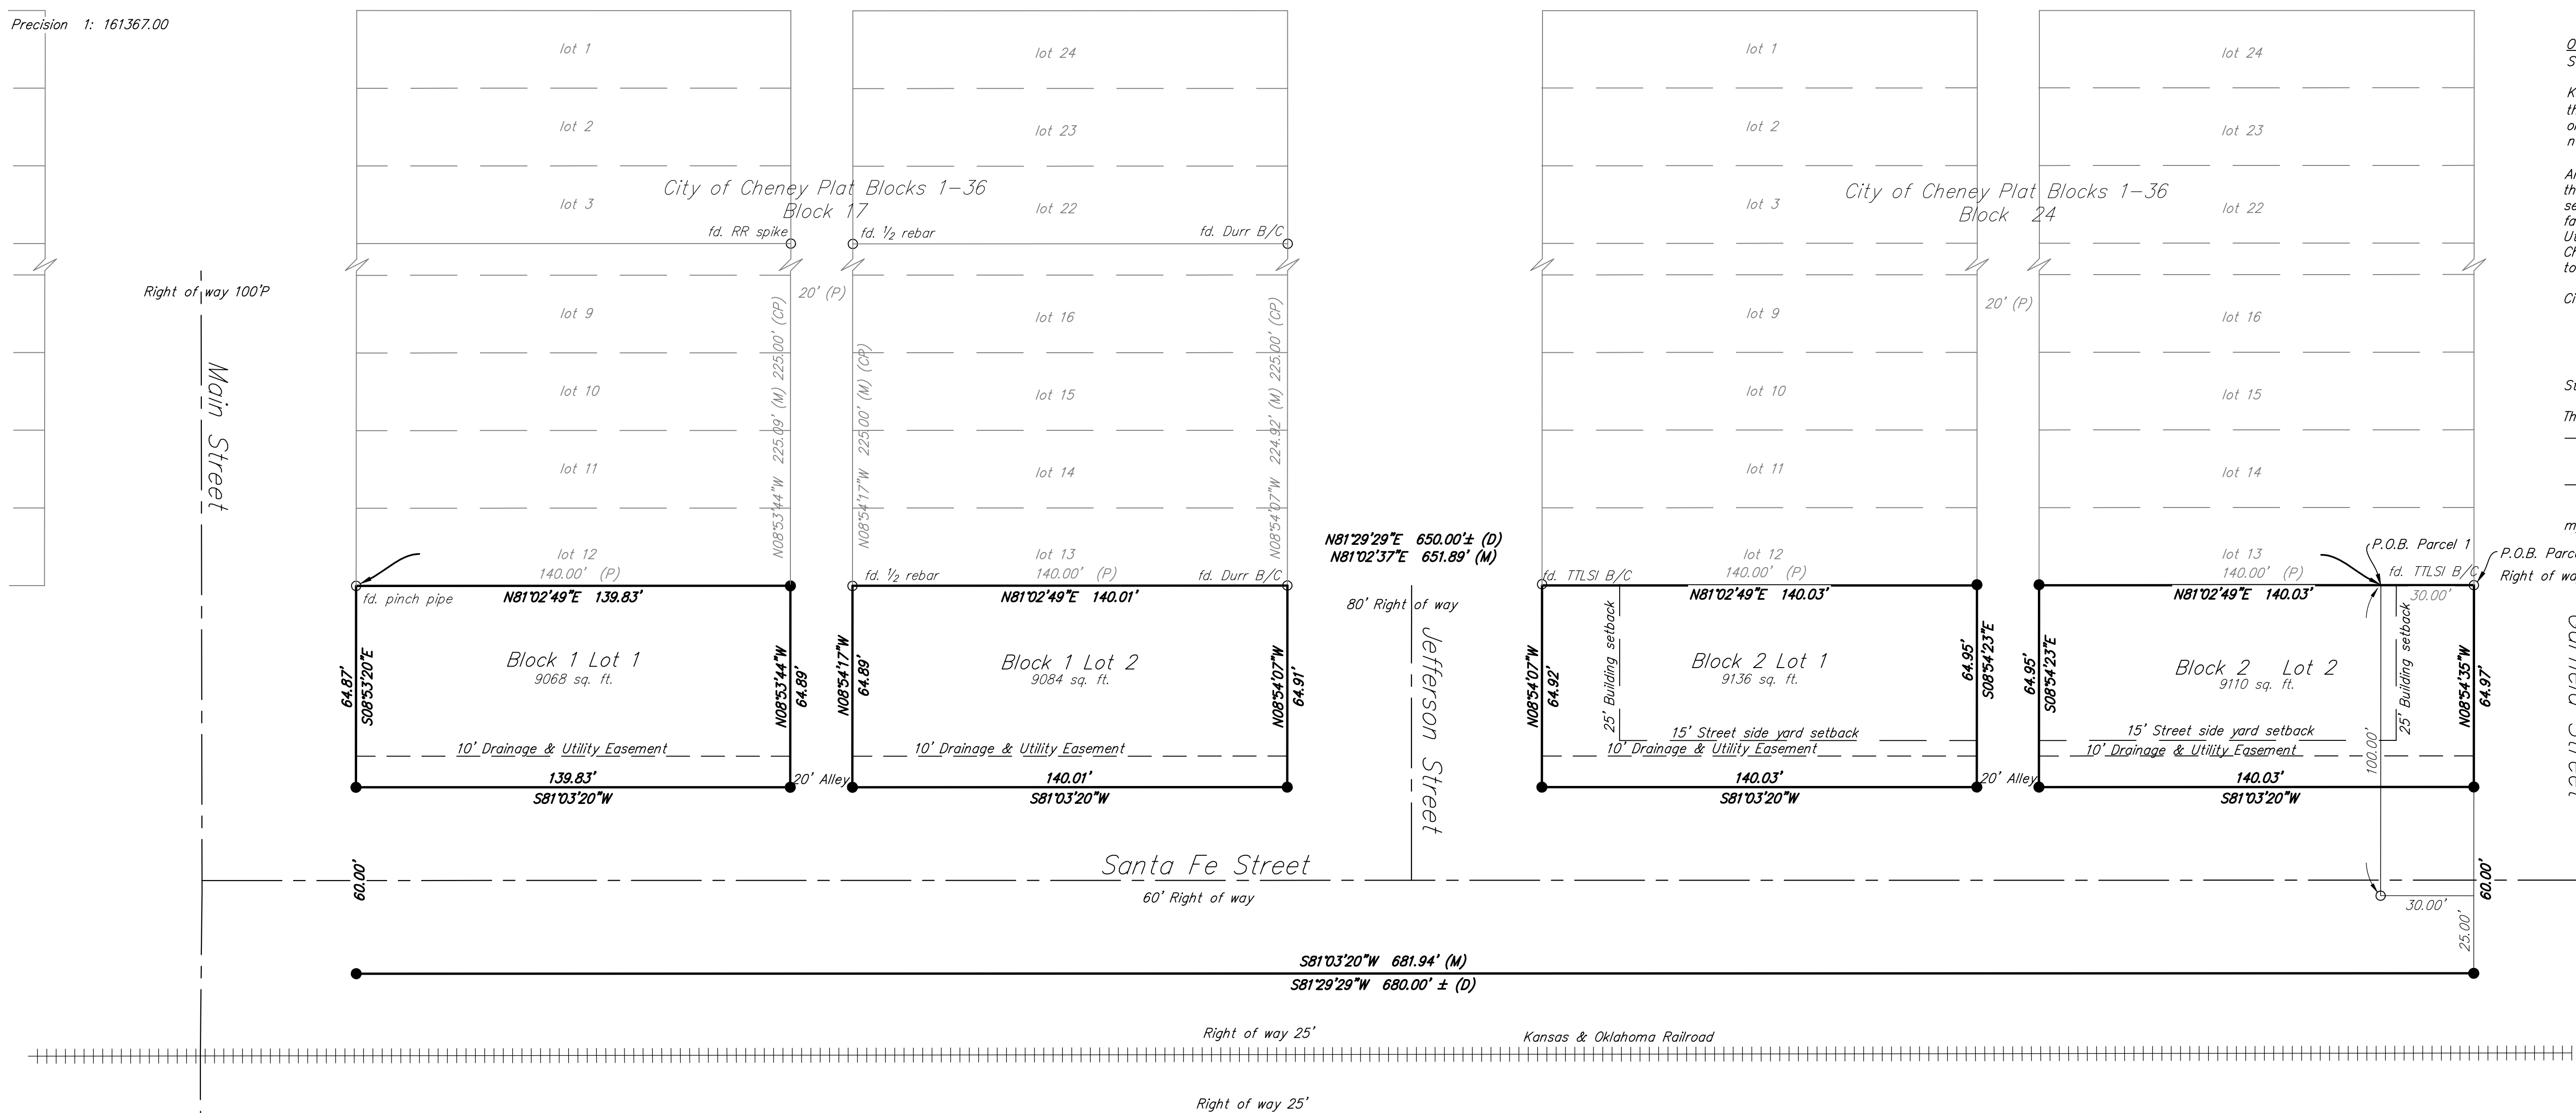 Precision 1: 161367.00
lot 1
lot 24
lot 1
lot 24
lot 2
lot 23
lot 2
lot 23
City of Cheney Plat Blocks 1-36
Block 17
City of Cheney Plat Blocks 1-36
Block 24
lot 3
lot 22
lot 3
lot 22
fd. RR spike
fd. 1/2 rebar
fd. Durr B/C
Right of way 100'P
20' (P)
20' (P)
lot 9
lot 16
lot 9
lot 16
Main Street
N08°53'44"W 225.09' (M) 225.00' (CP)
N08°54'17"W 225.00' (M) (CP)
N08°54'07"W 224.92' (M) 225.00' (CP)
lot 10
lot 15
lot 10
lot 15
lot 11
lot 14
lot 11
lot 14
N81°29'29"E 650.00'± (D)
N81°02'37"E 651.89' (M)
lot 12
140.00' (P)
lot 13
140.00' (P)
lot 12
140.00' (P)
lot 13
140.00' (P)
fd. 1/2 rebar
fd. Durr B/C
fd. TTLSI B/C
P.O.B. Parcel 1
fd. TTLSI B/C
P.O.B.
Right of
fd. pinch pipe
N81°02'49"E 139.83'
N81°02'49"E 140.01'
80' Right of way
N81°02'49"E 140.03'
N81°02'49"E 140.03'
30.00'
64.87'
S08°53'20"E
Block 1 Lot 1
9068 sq. ft.
N08°53'44"W
64.89'
N08°54'17"W
64.89'
Block 1 Lot 2
9084 sq. ft.
N08°54'07"W
64.91'
Jefferson Street
N08°54'07"W
64.92'
25' Building setback
Block 2 Lot 1
9136 sq. ft.
64.95'
S08°54'23"E
64.95'
S08°54'23"E
Block 2 Lot 2
9110 sq. ft.
25' Building setback
N08°54'35"W
64.97'
15' Street side yard setback
15' Street side yard setback
10' Drainage & Utility Easement
10' Drainage & Utility Easement
10' Drainage & Utility Easement
10' Drainage & Utility Easement
100.00'
139.83'
S81°03'20"W
20' Alley
140.01'
S81°03'20"W
140.03'
S81°03'20"W
20' Alley
140.03'
S81°03'20"W
60.00'
Santa Fe Street
60' Right of way
60.00'
30.00'
25.00'
S81°03'20"W 681.94' (M)
S81°29'29"W 680.00' ± (D)
Right of way 25'
Kansas & Oklahoma Railroad
Right of way 25'